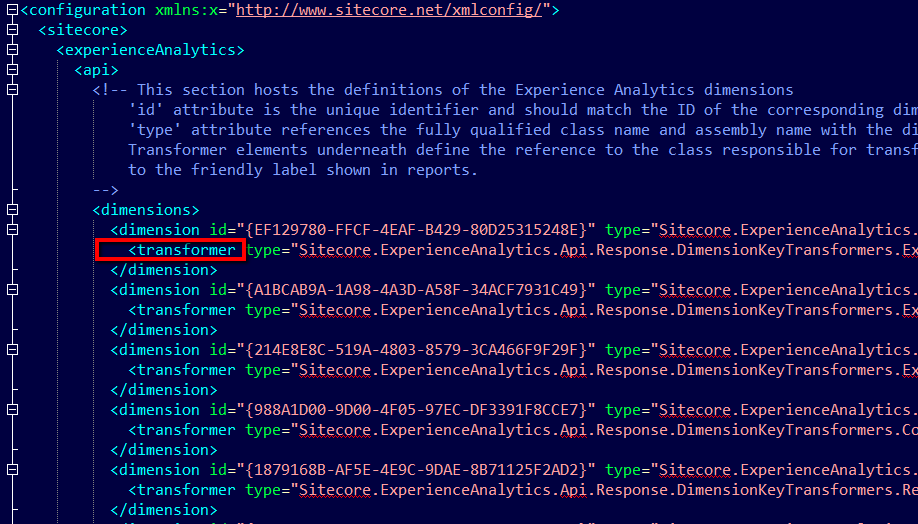 <configuration xmlns:x="http://www.sitecore.net/xmlconfig/">
<sitecore>
<experienceAnalytics>
<api>
<!-- This section hosts the definitions of the Experience Analytics dimensions
'id' attribute is the unique identifier and should match the ID of the corresponding dim
'type' attribute references the fully qualified class name and assembly name with the di
Transformer elements underneath define the reference to the class responsible for transf
to the friendly label shown in reports.
-->
<dimensions>
<dimension id="{EF129780-FFCF-4EAF-B429-80D25315248E}" type="Sitecore.ExperienceAnalytics.
<transformer type="Sitecore.ExperienceAnalytics.Api.Response.DimensionKeyTransformers.Ex
</dimension>
<dimension id="{A1BCAB9A-1A98-4A3D-A58F-34ACF7931C49}" type="Sitecore.ExperienceAnalytics.
<transformer type="Sitecore.ExperienceAnalytics.Api.Response.DimensionKeyTransformers.Ex
</dimension>
<dimension id="{214E8E8C-519A-4803-8579-3CA466F9F29F}" type="Sitecore.ExperienceAnalytics.
<transformer type="Sitecore.ExperienceAnalytics.Api.Response.DimensionKeyTransformers.Ex
</dimension>
<dimension id="{988A1D00-9D00-4F05-97EC-DF3391F8CCE7}" type="Sitecore.ExperienceAnalytics.
<transformer type="Sitecore.ExperienceAnalytics.Api.Response.DimensionKeyTransformers.Co
</dimension>
<dimension id="{1879168B-AF5E-4E9C-9DAE-8B71125F2AD2}" type="Sitecore.ExperienceAnalytics.
<transformer type="Sitecore.ExperienceAnalytics.Api.Response.DimensionKeyTransformers.Re
</dimension>